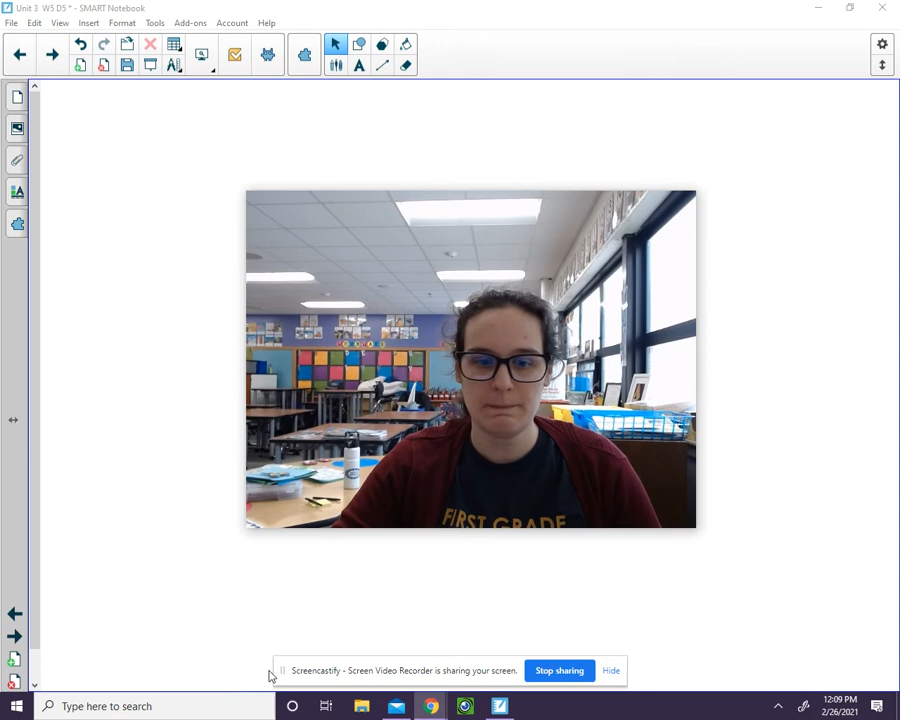 Unit 3 W5 D5 * - SMART Notebook
File Edit View Insert Format Tools Add-ons Account Help
FIRST GRADE
Screencastify - Screen Video Recorder is sharing your screen. Stop sharing Hide
Type here to search
12:09 PM
2/26/2021